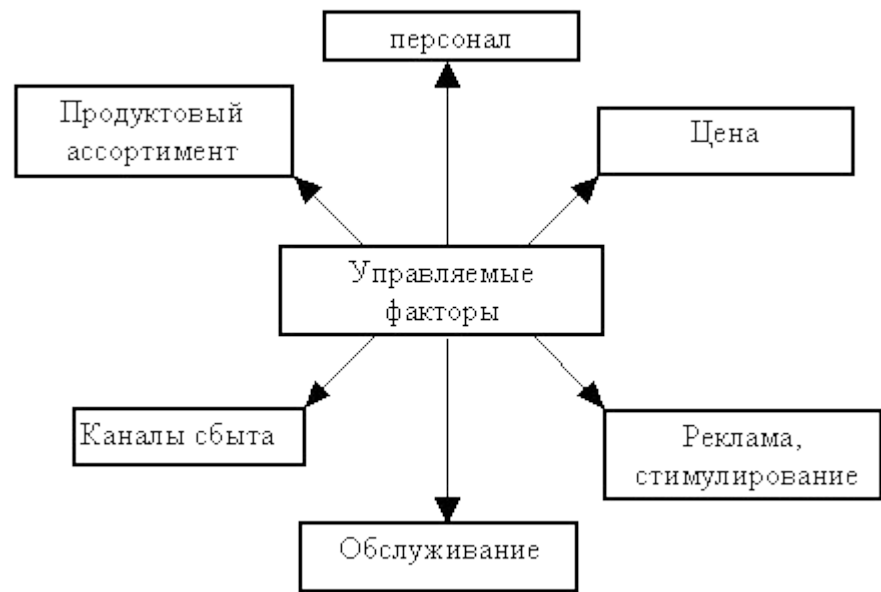 персонал
Продуктовый
ассортимент
Цена
Управляемые
факторы
Каналы сбыта
Реклама,
стимулирование
Обслуживание